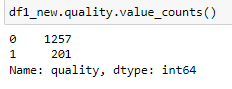 df1_new.quality.value_counts()
0    1257
1     201
Name: quality, dtype: int64